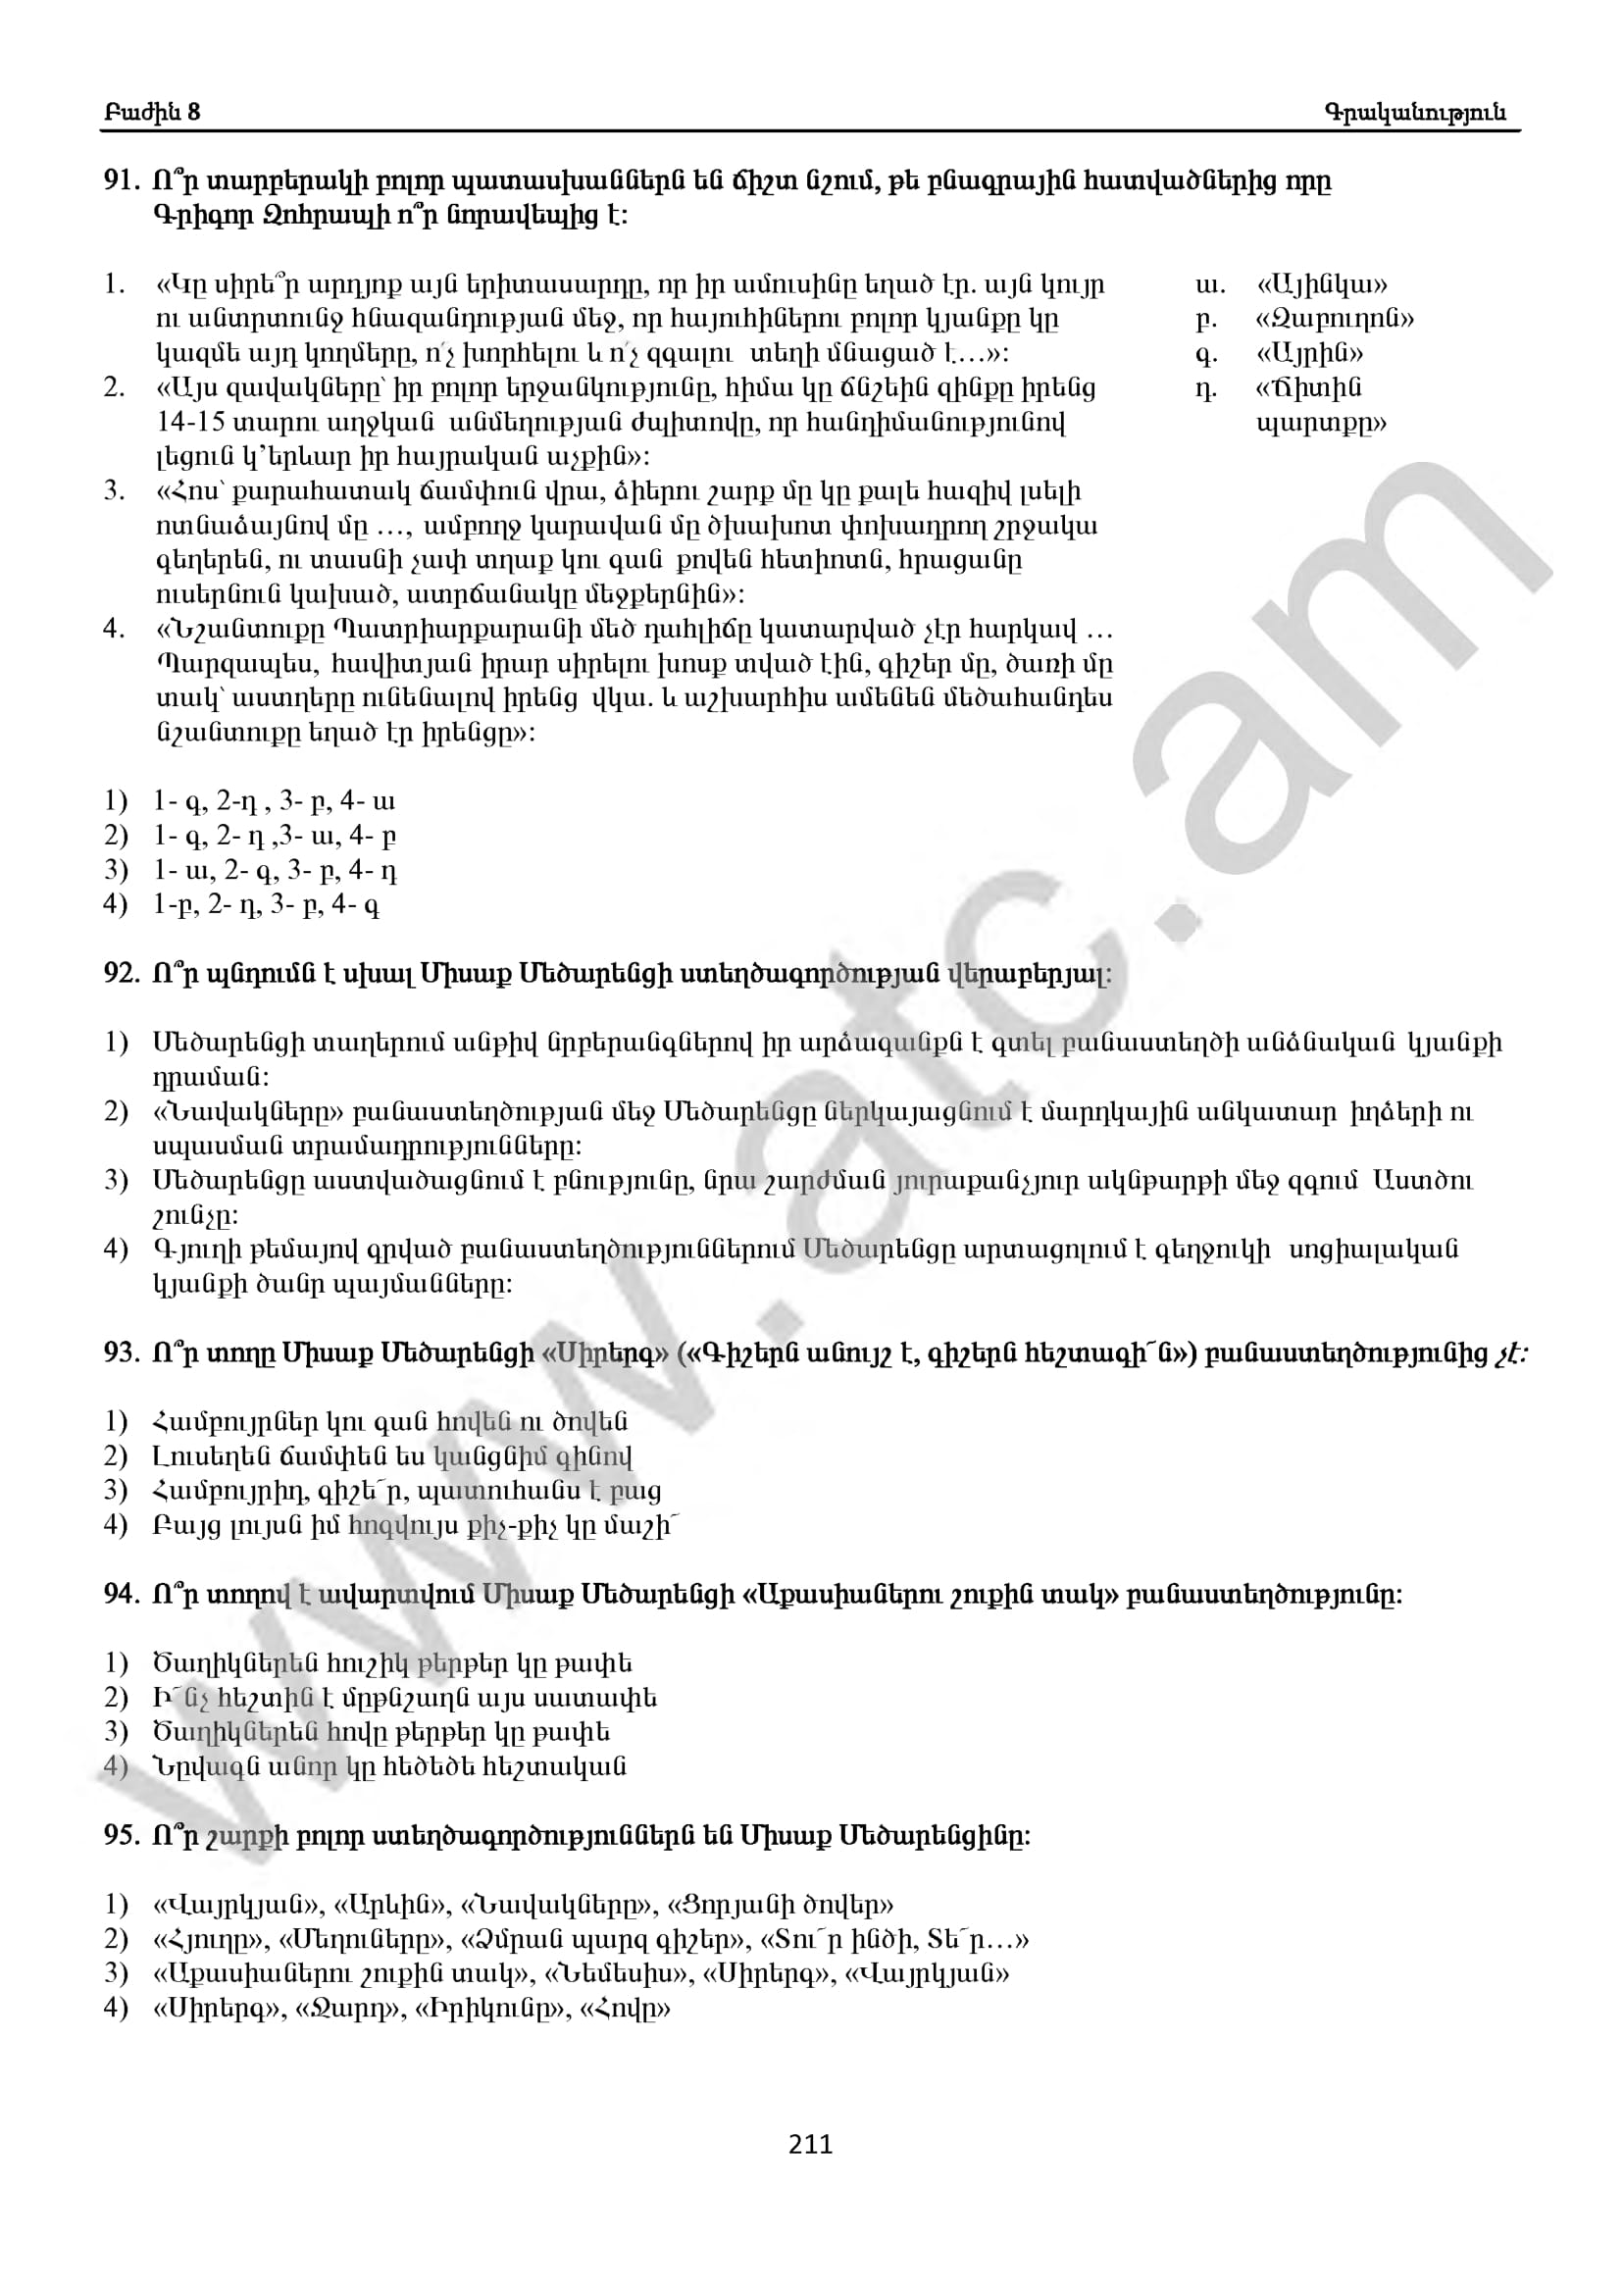 Բաժին 8 Գրականություն
91. Ո՞ր տարբերակի բոլոր պատասխաններն են ճիշտ նշում, թե բնագրային հատվածներից որը
Գրիգոր Զոհրապի ո՞ր նորավեպից է:
1. «Կը սիրե՞ր արդյոք այն երիտասարդը, որ իր ամուսինը եղած էր. այն կույր
ու անտրտունջ հնազանդության մեջ, որ հայուհիներու բոլոր կյանքը կը
կազմե այդ կողմերը, ո՛չ խորհելու և ո՛չ զգալու տեղի մնացած է…»:
2. «Այս զավակները՝ իր բոլոր երջանկությունը, հիմա կը ճնշեին զինքը իրենց
14-15 տարու աղջկան անմեղության ժպիտովը, որ հանդիմանությունով
լեցուն կ’երևար իր հայրական աչքին»:
3. «Հոս՝ քարահատակ ճամփուն վրա, ձիերու շարք մը կը քալե հազիվ լսելի
ոտնաձայնով մը …, ամբողջ կարավան մը ծխախոտ փոխադրող շրջակա
գեղերեն, ու տասնի չափ տղաք կու գան քովեն հետիոտն, հրացանը
ուսերնուն կախած, ատրճանակը մեջքերնին»:
4. «Նշանտուքը Պատրիարքարանի մեծ դահլիճը կատարված չէր հարկավ …
Պարզապես, հավիտյան իրար սիրելու խոսք տված էին, գիշեր մը, ծառի մը
տակ՝ աստղերը ունենալով իրենց վկա. և աշխարհիս ամենեն մեծահանդես
նշանտուքը եղած էր իրենցը»:
ա. «Այինկա»
բ. «Զաբուղոն»
գ. «Այրին»
դ. «Ճիտին
պարտքը»
1) 1- գ, 2-դ , 3- բ, 4- ա
2) 1- գ, 2- դ ,3- ա, 4- բ
3) 1- ա, 2- գ, 3- բ, 4- դ
4) 1-բ, 2- դ, 3- բ, 4- գ
92. Ո՞ր պնդումն է սխալ Միսաք Մեծարենցի ստեղծագործության վերաբերյալ:
1) Մեծարենցի տաղերում անթիվ նրբերանգներով իր արձագանքն է գտել բանաստեղծի անձնական կյանքի
դրաման:
2) «Նավակները» բանաստեղծության մեջ Մեծարենցը ներկայացնում է մարդկային անկատար իղձերի ու
սպասման տրամադրությունները:
3) Մեծարենցը աստվածացնում է բնությունը, նրա շարժման յուրաքանչյուր ակնթարթի մեջ զգում Աստծու
շունչը:
4) Գյուղի թեմայով գրված բանաստեղծություններում Մեծարենցը արտացոլում է գեղջուկի սոցիալական
կյանքի ծանր պայմանները:
93. Ո՞ր տողը Միսաք Մեծարենցի «Սիրերգ» («Գիշերն անույշ է, գիշերն հեշտագի՜ն») բանաստեղծությունից չէ:
1) Համբույրներ կու գան հովեն ու ծովեն
2) Լուսեղեն ճամփեն ես կանցնիմ գինով
3) Համբույրիդ, գիշե՜ր, պատուհանս է բաց
4) Բայց լույսն իմ հոգվույս քիչ-քիչ կը մաշի՜
94. Ո՞ր տողով է ավարտվում Միսաք Մեծարենցի «Աքասիաներու շուքին տակ» բանաստեղծությունը:
1) Ծաղիկներեն հուշիկ թերթեր կը թափե
2) Ի՜նչ հեշտին է մըթնշաղն այս սատափե
3) Ծաղիկներեն հովը թերթեր կը թափե
4) Նըվագն անոր կը հեծեծե հեշտական
95. Ո՞ր շարքի բոլոր ստեղծագործություններն են Միսաք Մեծարենցինը:
1) «Վայրկյան», «Արևին», «Նավակները», «Ցորյանի ծովեր»
2) «Հյուղը», «Մեղուները», «Ձմրան պարզ գիշեր», «Տու՜ր ինծի, Տե՜ր…»
3) «Աքասիաներու շուքին տակ», «Նեմեսիս», «Սիրերգ», «Վայրկյան»
4) «Սիրերգ», «Ջարդ», «Իրիկունը», «Հովը»
211
www.atc.am